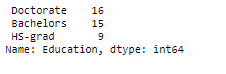 Doctorate    16
Bachelors    15
HS-grad       9
Name: Education, dtype: int64